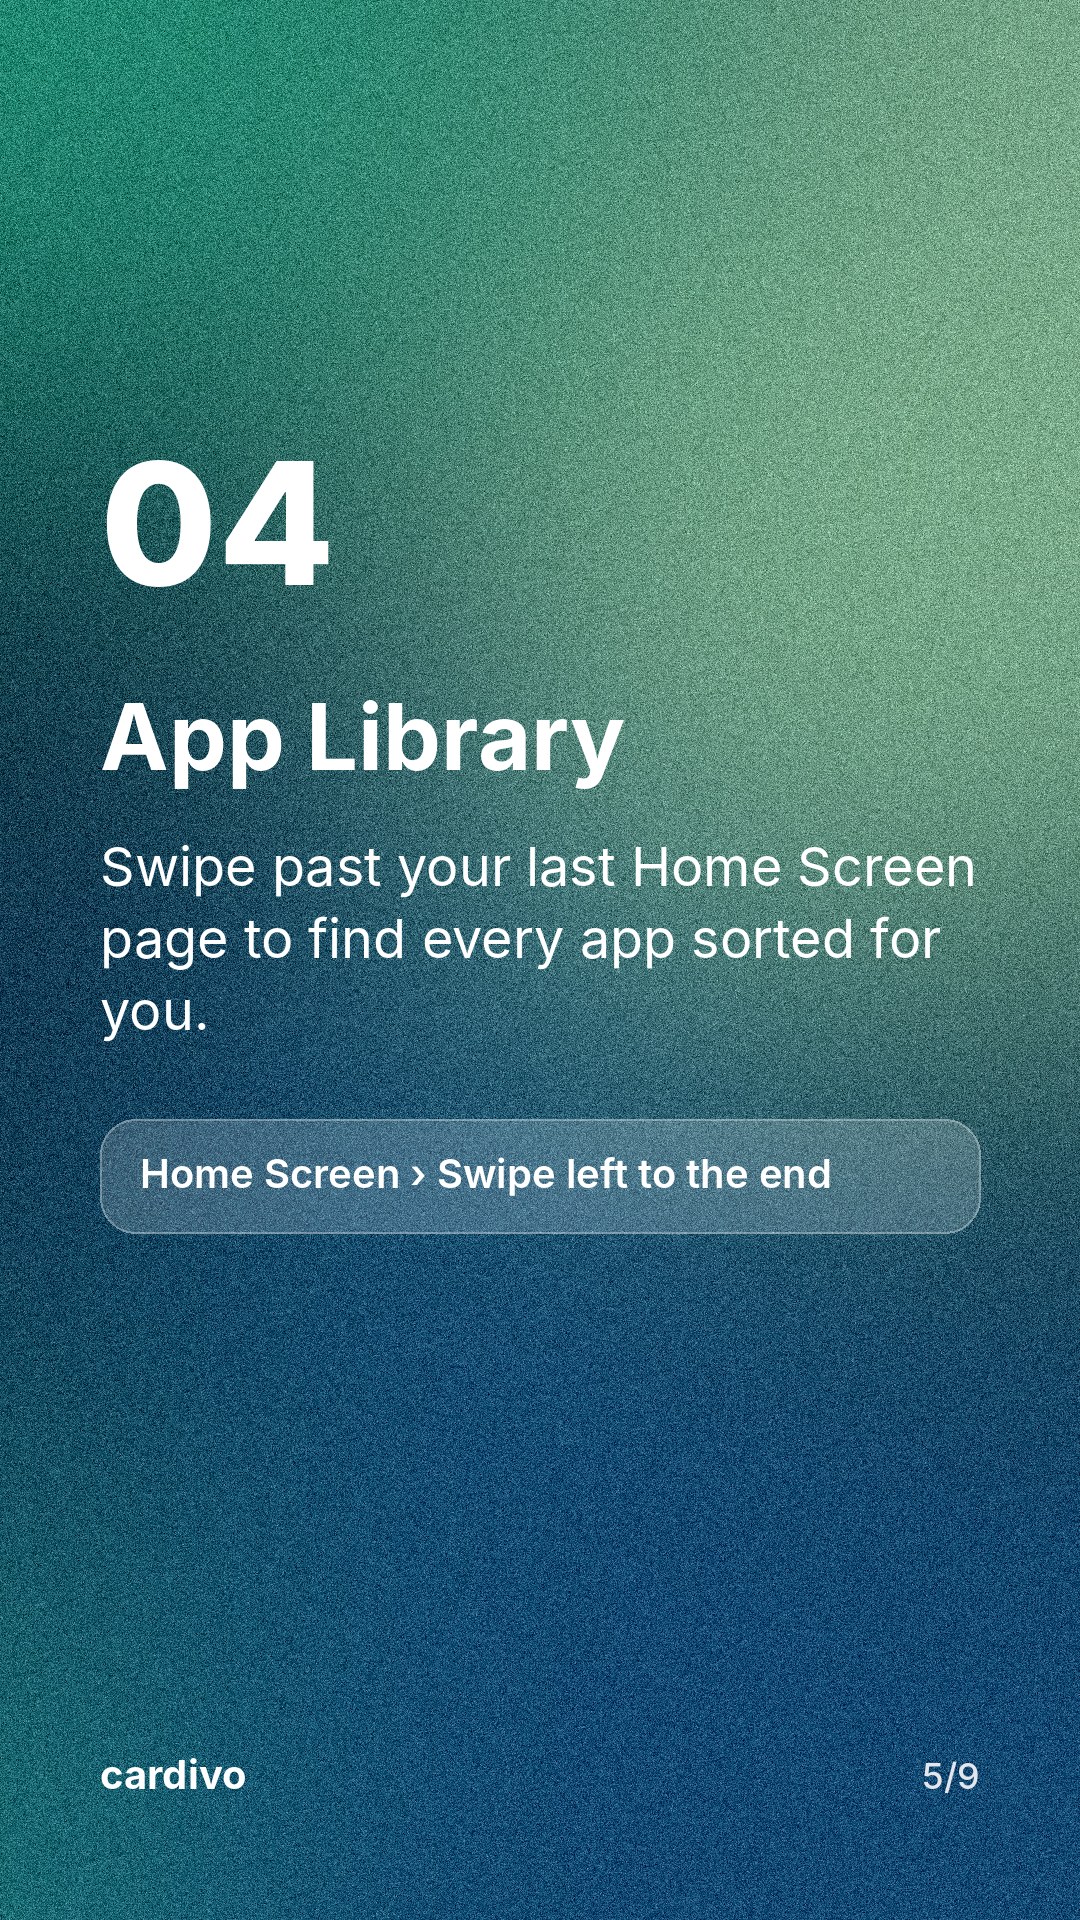 04
App Library
Swipe past your last Home Screen
page to find every app sorted for
you.
Home Screen › Swipe left to the end
cardivo
5/9